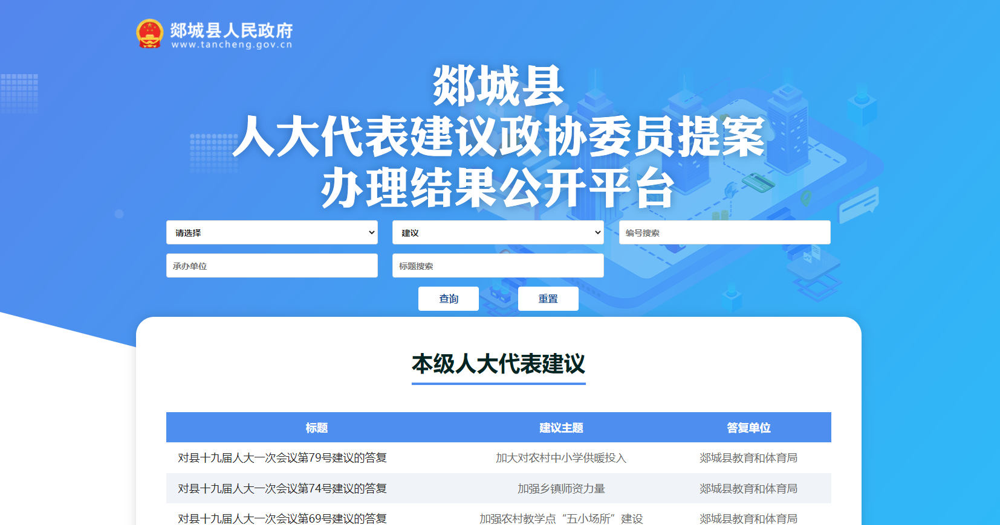 郯城县人民政府
www.tancheng.gov.cn
郯城县
人大代表建议政协委员提案
办理结果公开平台
请选择 建议 编号搜索
承办单位 标题搜索
查询 重置
本级人大代表建议
标题 建议主题 答复单位
对县十九届人大一次会议第79号建议的答复 加大对农村中小学供暖投入 郯城县教育和体育局
对县十九届人大一次会议第74号建议的答复 加强乡镇师资力量 郯城县教育和体育局
对县十九届人大一次会议第69号建议的答复 加强农村教学点“五小场所”建设 郯城县教育和体育局